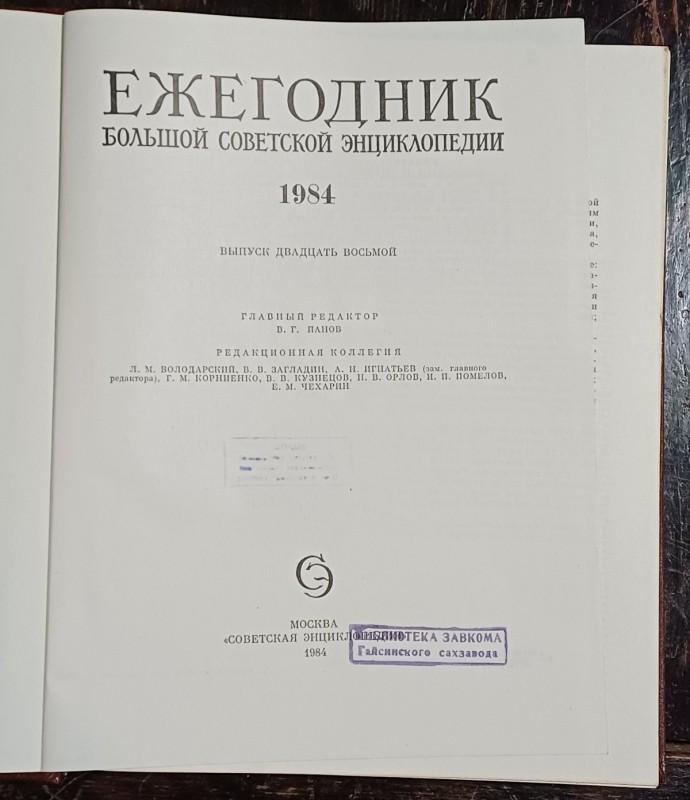 ЕЖЕГОДНИК
БОЛЬШОЙ СОВЕТСКОЙ ЭНЦИКЛОПЕДИИ
1984
ВЫПУСК ДВАДЦАТЬ ВОСЬМОЙ
ГЛАВНЫЙ РЕДАКТОР
В. Г. ПАНОВ
РЕДАКЦИОННАЯ КОЛЛЕГИЯ
Л. М. ВОЛОДАРСКИЙ, В. В. ЗАГЛАДИН, А. И. ИГНАТЬЕВ (зам. главного
редактора), Г. М. КОРНИЕНКО, В. В. КУЗНЕЦОВ, Н. В. ОРЛОВ, И. П. ПОМЕЛОВ,
Е. М. ЧЕХАРИН
СЭ
МОСКВА
«СОВЕТСКАЯ ЭНЦИКЛОПЕДИЯ»
1984
БИБЛИОТЕКА ЗАВКОМА
Гайсинского сахзавода